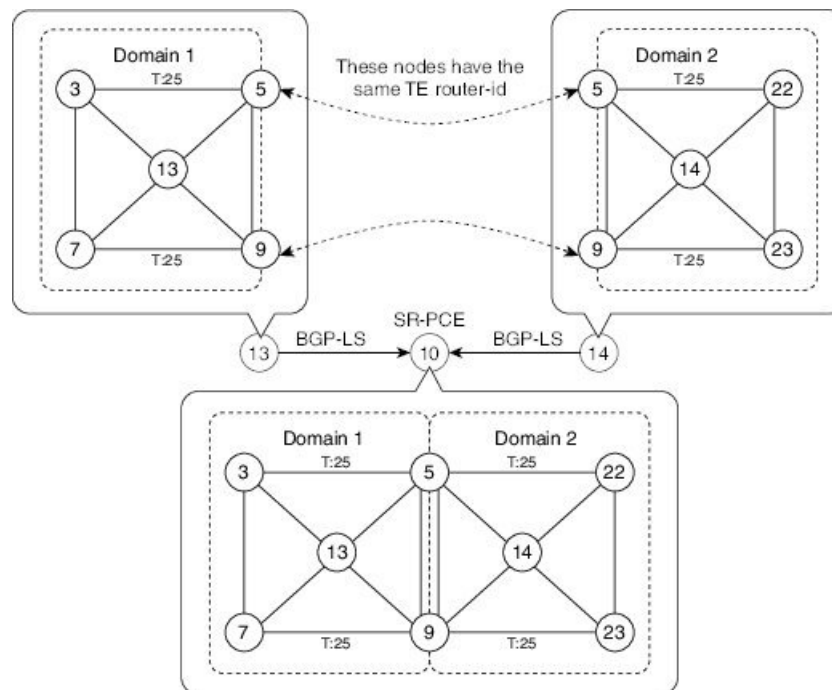 Domain 1
T:25
3
5
13
7
9
T:25
These nodes have the
same TE router-id
Domain 2
T:25
5
22
14
9
23
T:25
SR-PCE
13
BGP-LS
10
BGP-LS
14
Domain 1
Domain 2
T:25
T:25
3
5
22
13
14
7
9
23
T:25
T:25